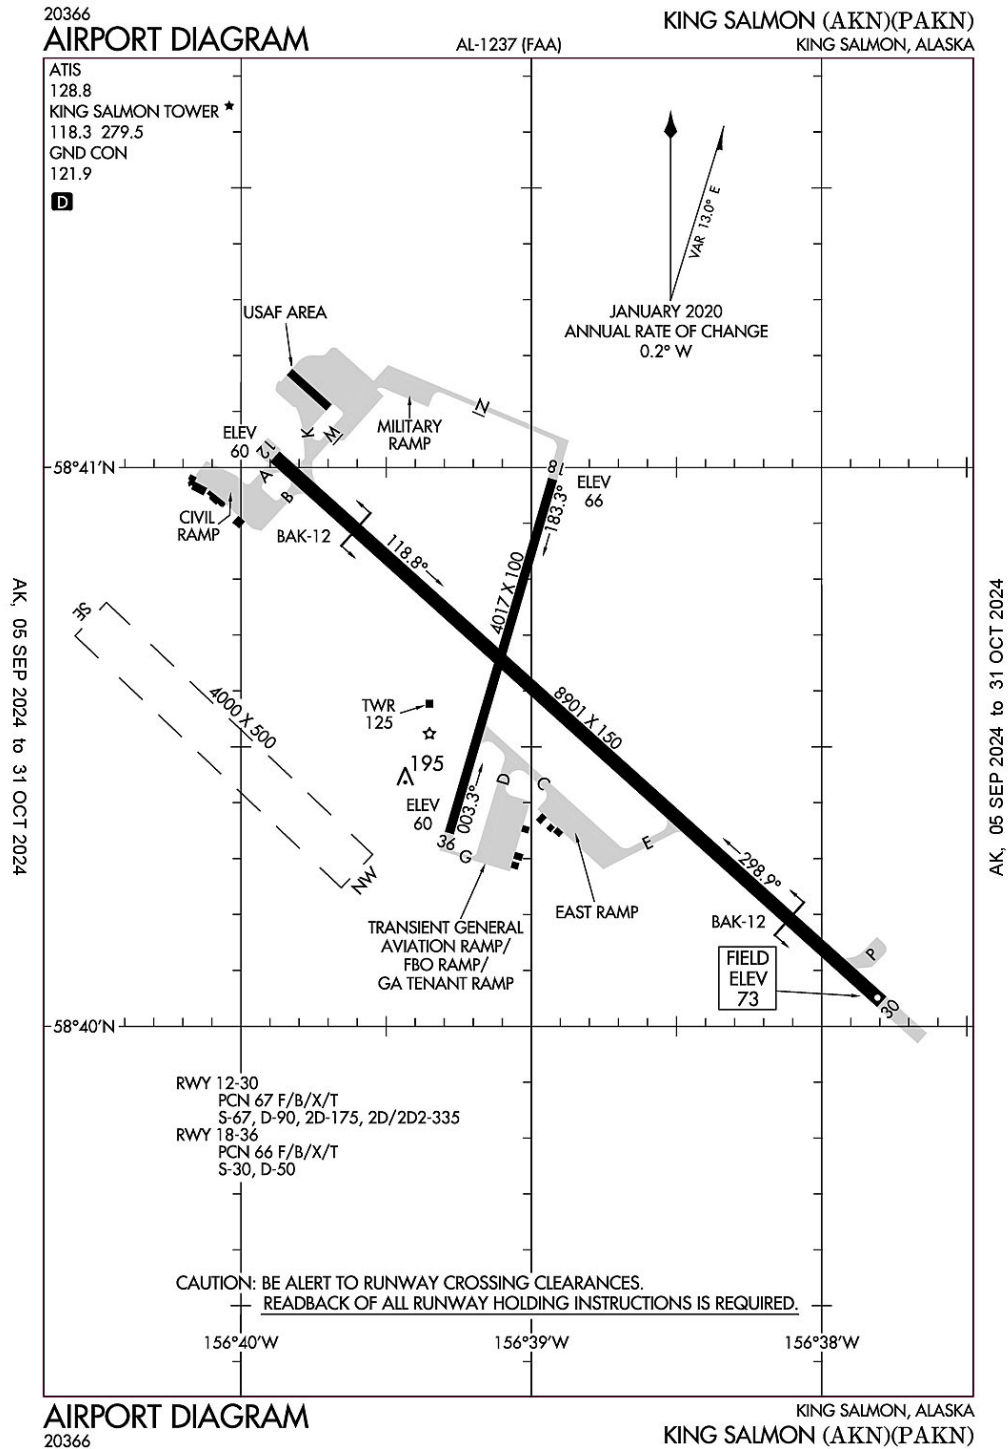 20366
AIRPORT DIAGRAM
AL-1237 (FAA)
KING SALMON (AKN)(PAKN)
KING SALMON, ALASKA
ATIS
128.8
KING SALMON TOWER
118.3 279.5
GND CON
121.9
D
VAR 13.0° E
JANUARY 2020
ANNUAL RATE OF CHANGE
0.2° W
USAF AREA
MILITARY
RAMP
IZ
K
M
ELEV
60
12
A
B
58°41'N
CIVIL
RAMP
BAK-12
118.8°
18
ELEV
66
183.3°
4017 X 100
SE
4000 X 500
NW
TWR
125
195
8901 X 150
ELEV
60
003.3°
36
G
D
C
E
EAST RAMP
TRANSIENT GENERAL
AVIATION RAMP/
FBO RAMP/
GA TENANT RAMP
298.9°
BAK-12
FIELD
ELEV
73
P
30
58°40'N
RWY 12-30
PCN 67 F/B/X/T
S-67, D-90, 2D-175, 2D/2D2-335
RWY 18-36
PCN 66 F/B/X/T
S-30, D-50
CAUTION: BE ALERT TO RUNWAY CROSSING CLEARANCES.
READBACK OF ALL RUNWAY HOLDING INSTRUCTIONS IS REQUIRED.
156°40'W
156°39'W
156°38'W
AK, 05 SEP 2024 to 31 OCT 2024
AK, 05 SEP 2024 to 31 OCT 2024
AIRPORT DIAGRAM
20366
KING SALMON, ALASKA
KING SALMON (AKN)(PAKN)